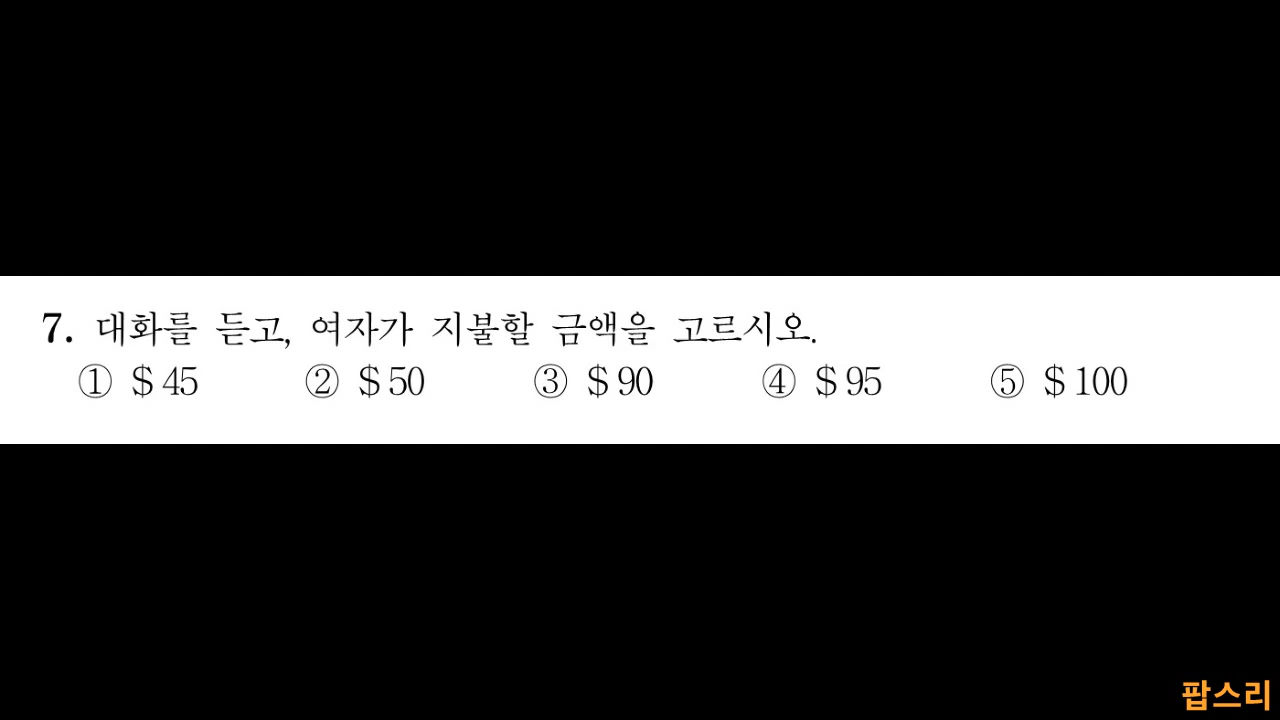 7. 대화를 듣고, 여자가 지불할 금액을 고르시오.
① $45 ② $50 ③ $90 ④ $95 ⑤ $100
팝스리